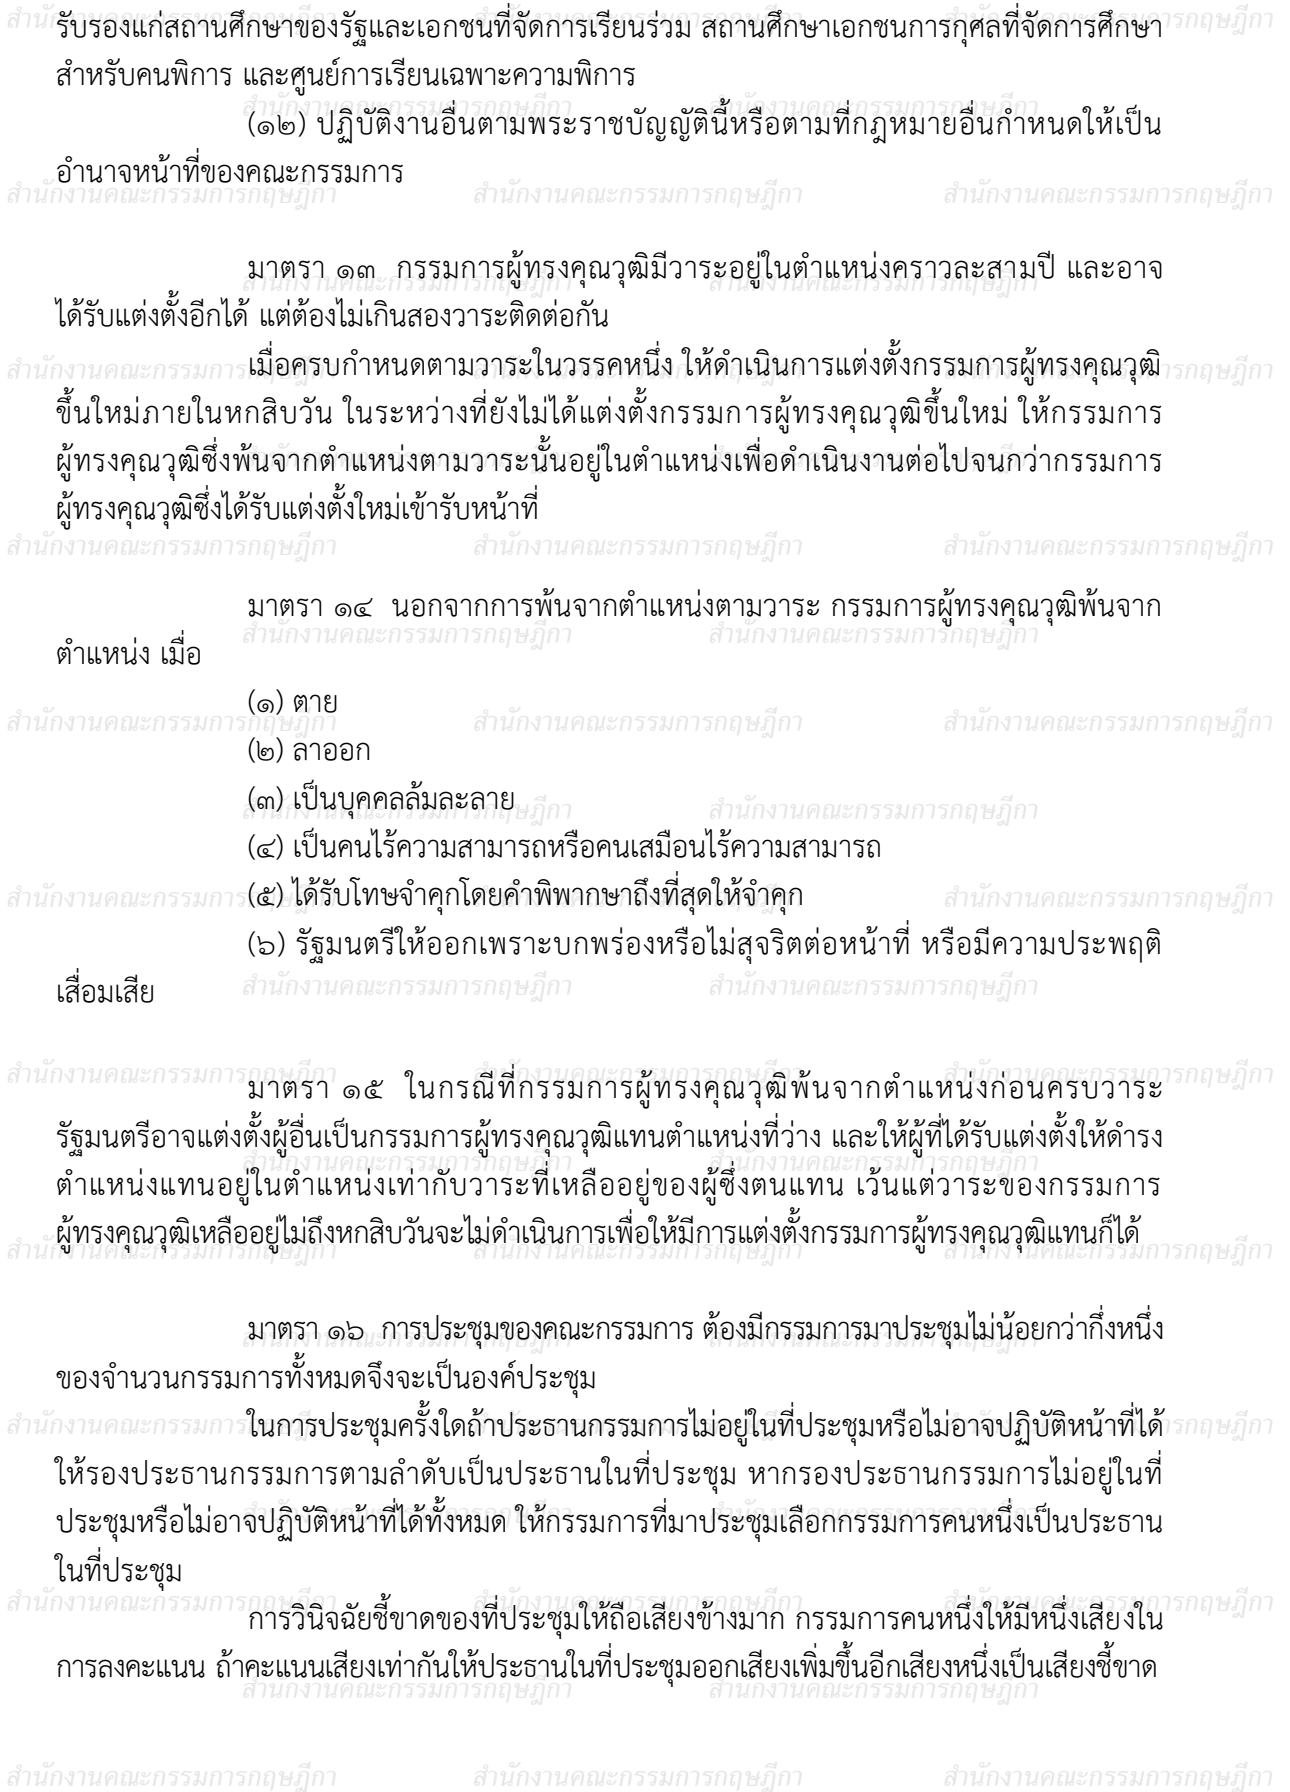 รับรองแก่สถานศึกษาของรัฐและเอกชนที่จัดการเรียนร่วม สถานศึกษาเอกชนการกุศลที่จัดการศึกษา
สำหรับคนพิการ และศูนย์การเรียนเฉพาะความพิการ
(๑๒) ปฏิบัติงานอื่นตามพระราชบัญญัตินี้หรือตามที่กฎหมายอื่นกำหนดให้เป็น
อำนาจหน้าที่ของคณะกรรมการ
มาตรา ๑๓ กรรมการผู้ทรงคุณวุฒิมีวาระอยู่ในตำแหน่งคราวละสามปี และอาจ
ได้รับแต่งตั้งอีกได้ แต่ต้องไม่เกินสองวาระติดต่อกัน
เมื่อครบกำหนดตามวาระในวรรคหนึ่ง ให้ดำเนินการแต่งตั้งกรรมการผู้ทรงคุณวุฒิ
ขึ้นใหม่ภายในหกสิบวัน ในระหว่างที่ยังไม่ได้แต่งตั้งกรรมการผู้ทรงคุณวุฒิขึ้นใหม่ ให้กรรมการ
ผู้ทรงคุณวุฒิซึ่งพ้นจากตำแหน่งตามวาระนั้นอยู่ในตำแหน่งเพื่อดำเนินงานต่อไปจนกว่ากรรมการ
ผู้ทรงคุณวุฒิซึ่งได้รับแต่งตั้งใหม่เข้ารับหน้าที่
มาตรา ๑๔ นอกจากการพ้นจากตำแหน่งตามวาระ กรรมการผู้ทรงคุณวุฒิพ้นจาก
ตำแหน่ง เมื่อ
(๑) ตาย
(๒) ลาออก
(๓) เป็นบุคคลล้มละลาย
(๔) เป็นคนไร้ความสามารถหรือคนเสมือนไร้ความสามารถ
(๕) ได้รับโทษจำคุกโดยคำพิพากษาถึงที่สุดให้จำคุก
(๖) รัฐมนตรีให้ออกเพราะบกพร่องหรือไม่สุจริตต่อหน้าที่ หรือมีความประพฤติ
เสื่อมเสีย
มาตรา ๑๕ ในกรณีที่กรรมการผู้ทรงคุณวุฒิพ้นจากตำแหน่งก่อนครบวาระ
รัฐมนตรีอาจแต่งตั้งผู้อื่นเป็นกรรมการผู้ทรงคุณวุฒิแทนตำแหน่งที่ว่าง และให้ผู้ที่ได้รับแต่งตั้งให้ดำรง
ตำแหน่งแทนอยู่ในตำแหน่งเท่ากับวาระที่เหลืออยู่ของผู้ซึ่งตนแทน เว้นแต่วาระของกรรมการ
ผู้ทรงคุณวุฒิเหลืออยู่ไม่ถึงหกสิบวันจะไม่ดำเนินการเพื่อให้มีการแต่งตั้งกรรมการผู้ทรงคุณวุฒิแทนก็ได้
มาตรา ๑๖ การประชุมของคณะกรรมการ ต้องมีกรรมการมาประชุมไม่น้อยกว่ากึ่งหนึ่ง
ของจำนวนกรรมการทั้งหมดจึงจะเป็นองค์ประชุม
ในการประชุมครั้งใดถ้าประธานกรรมการไม่อยู่ในที่ประชุมหรือไม่อาจปฏิบัติหน้าที่ได้
ให้รองประธานกรรมการตามลำดับเป็นประธานในที่ประชุม หากรองประธานกรรมการไม่อยู่ในที่
ประชุมหรือไม่อาจปฏิบัติหน้าที่ได้ทั้งหมด ให้กรรมการที่มาประชุมเลือกกรรมการคนหนึ่งเป็นประธาน
ในที่ประชุม
การวินิจฉัยชี้ขาดของที่ประชุมให้ถือเสียงข้างมาก กรรมการคนหนึ่งให้มีหนึ่งเสียงใน
การลงคะแนน ถ้าคะแนนเสียงเท่ากันให้ประธานในที่ประชุมออกเสียงเพิ่มขึ้นอีกเสียงหนึ่งเป็นเสียงชี้ขาด
สำนักงานคณะกรรมการกฤษฎีกา สำนักงานคณะกรรมการกฤษฎีกา สำนักงานคณะกรรมการกฤษฎีกา